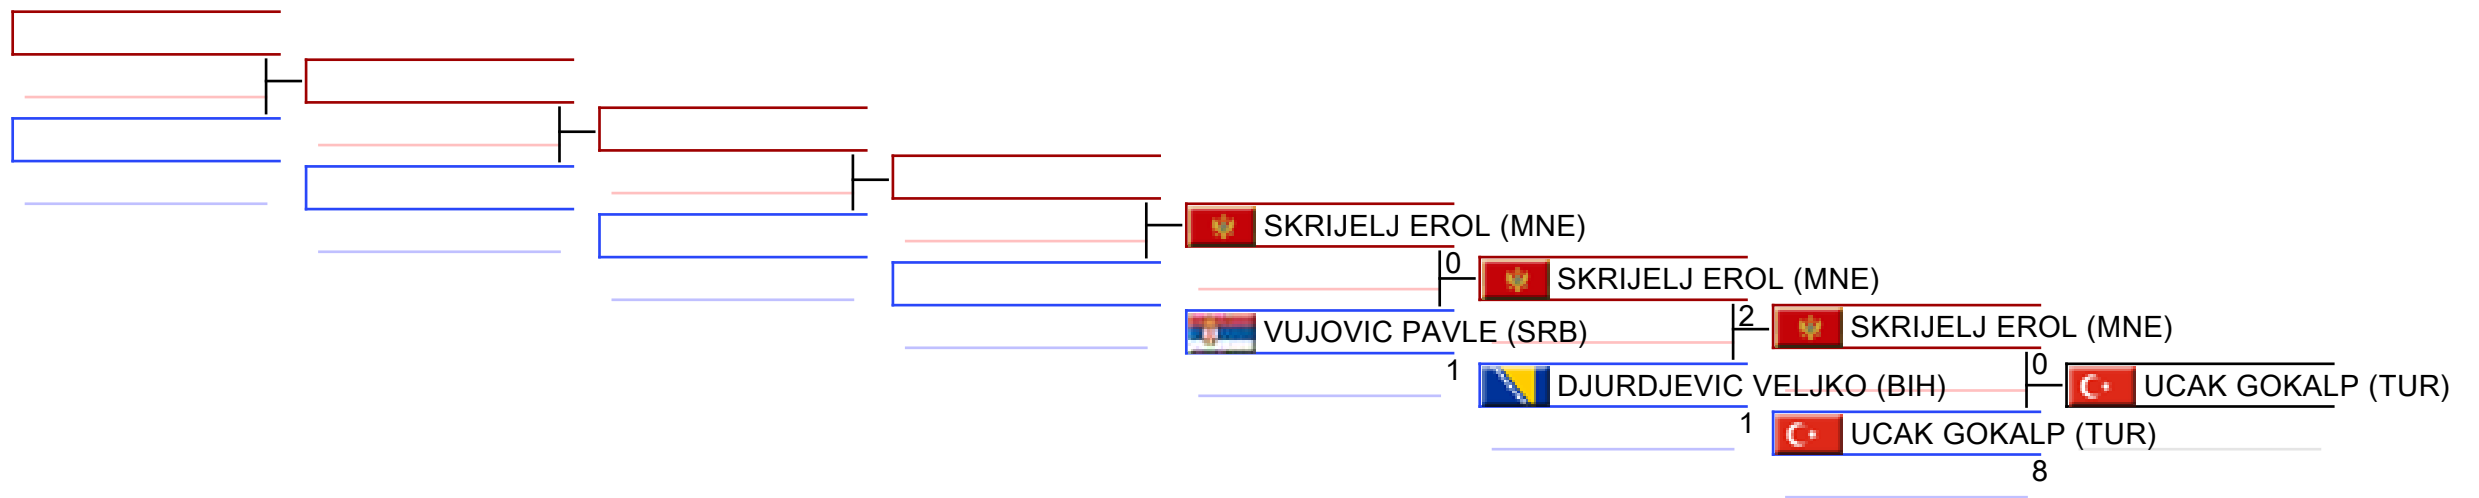 SKRIJELJ EROL (MNE)
0
VUJOVIC PAVLE (SRB)
1
SKRIJELJ EROL (MNE)
2
DJURDJEVIC VELJKO (BIH)
1
SKRIJELJ EROL (MNE)
0
UCAK GOKALP (TUR)
8
UCAK GOKALP (TUR)